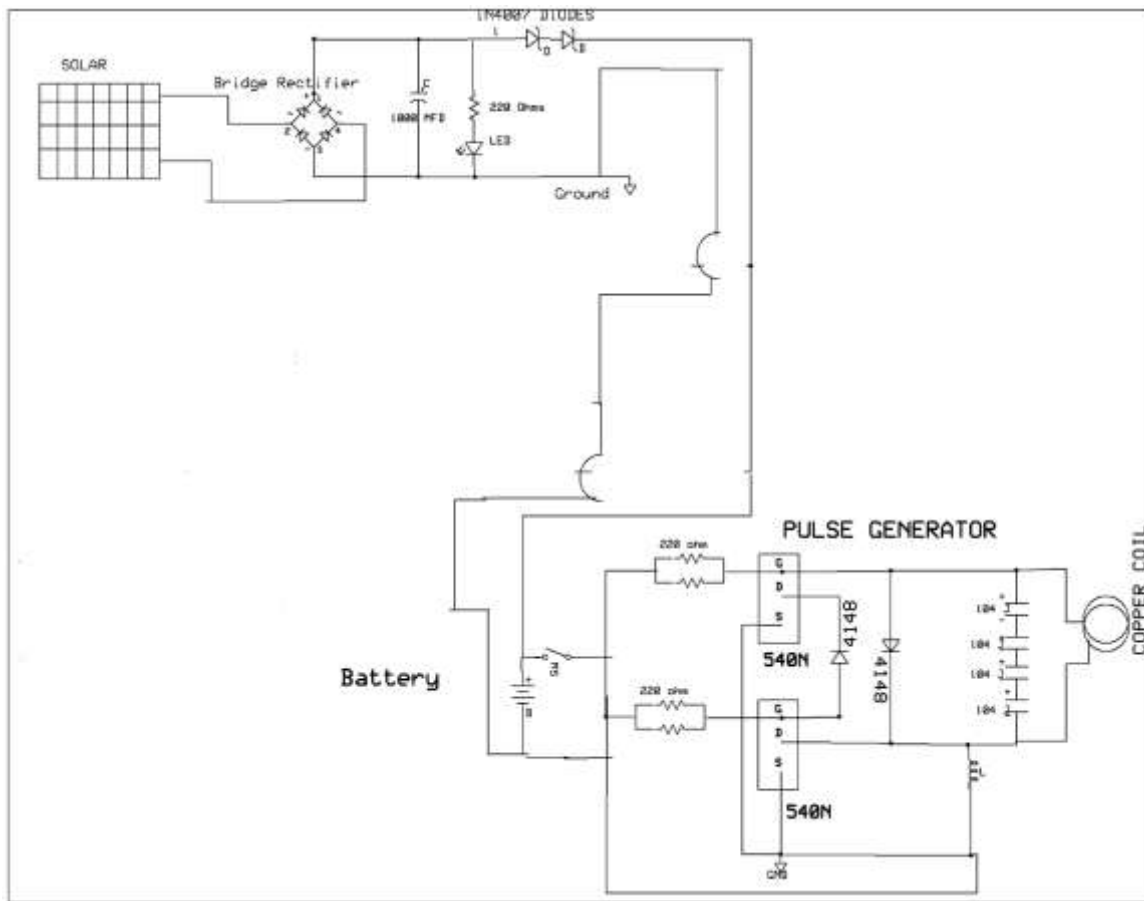 1N4007 DIODES
SOLAR
Bridge Rectifier
1000 MFD
220 Ohms
LED
Ground
PULSE GENERATOR
220 ohm
G
D
S
540N
4148
4148
104
104
104
104
COPPER COIL
Battery
SW
B
220 ohm
G
D
S
540N
GND